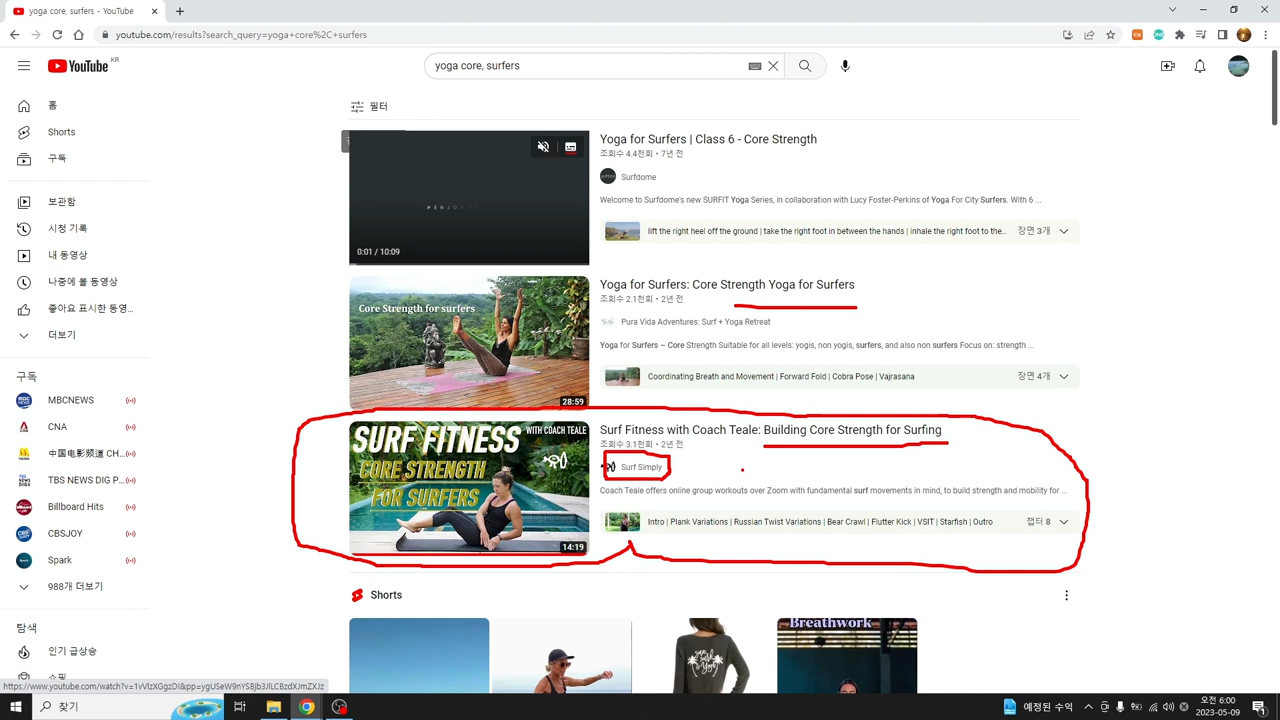 yoga core, surfers - YouTube
youtube.com/results?search_query=yoga+core%2C+surfers
YouTube KR
yoga core, surfers
홈
Shorts
구독
보관함
시청 기록
내 동영상
나중에 볼 동영상
좋아요 표시한 동영...
더보기
구독
MBCNEWS
CNA
中国电影频道 CH...
TBS NEWS DIG P...
Billboard Hits
CBSJOY
Spark
988개 더보기
탐색
인기 급상승
쇼핑
필터
0:01 / 10:09
Yoga for Surfers | Class 6 - Core Strength
조회수 4.4천회 • 7년 전
Surfdome
Welcome to Surfdome's new SURFIT Yoga Series, in collaboration with Lucy Foster-Perkins of Yoga For City Surfers. With 6 ...
lift the right heel off the ground | take the right foot in between the hands | inhale the right foot to the...
장면 3개
Core Strength for surfers
28:59
Yoga for Surfers: Core Strength Yoga for Surfers
조회수 2.1천회 • 2년 전
Pura Vida Adventures: Surf + Yoga Retreat
Yoga for Surfers ~ Core Strength Suitable for all levels: yogis, non yogis, surfers, and also non surfers Focus on: strength ...
Coordinating Breath and Movement | Forward Fold | Cobra Pose | Vajrasana
장면 4개
SURF FITNESS
WITH COACH TEALE
CORE STRENGTH
FOR SURFERS
14:19
Surf Fitness with Coach Teale: Building Core Strength for Surfing
조회수 3.1천회 • 2년 전
Surf Simply
Coach Teale offers online group workouts over Zoom with fundamental surf movements in mind, to build strength and mobility for ...
Intro | Plank Variations | Russian Twist Variations | Bear Crawl | Flutter Kick | VSIT | Starfish | Outro
챕터 8
Shorts
Breathwork
찾기
예정된 수익
오전 6:00
2023-05-09